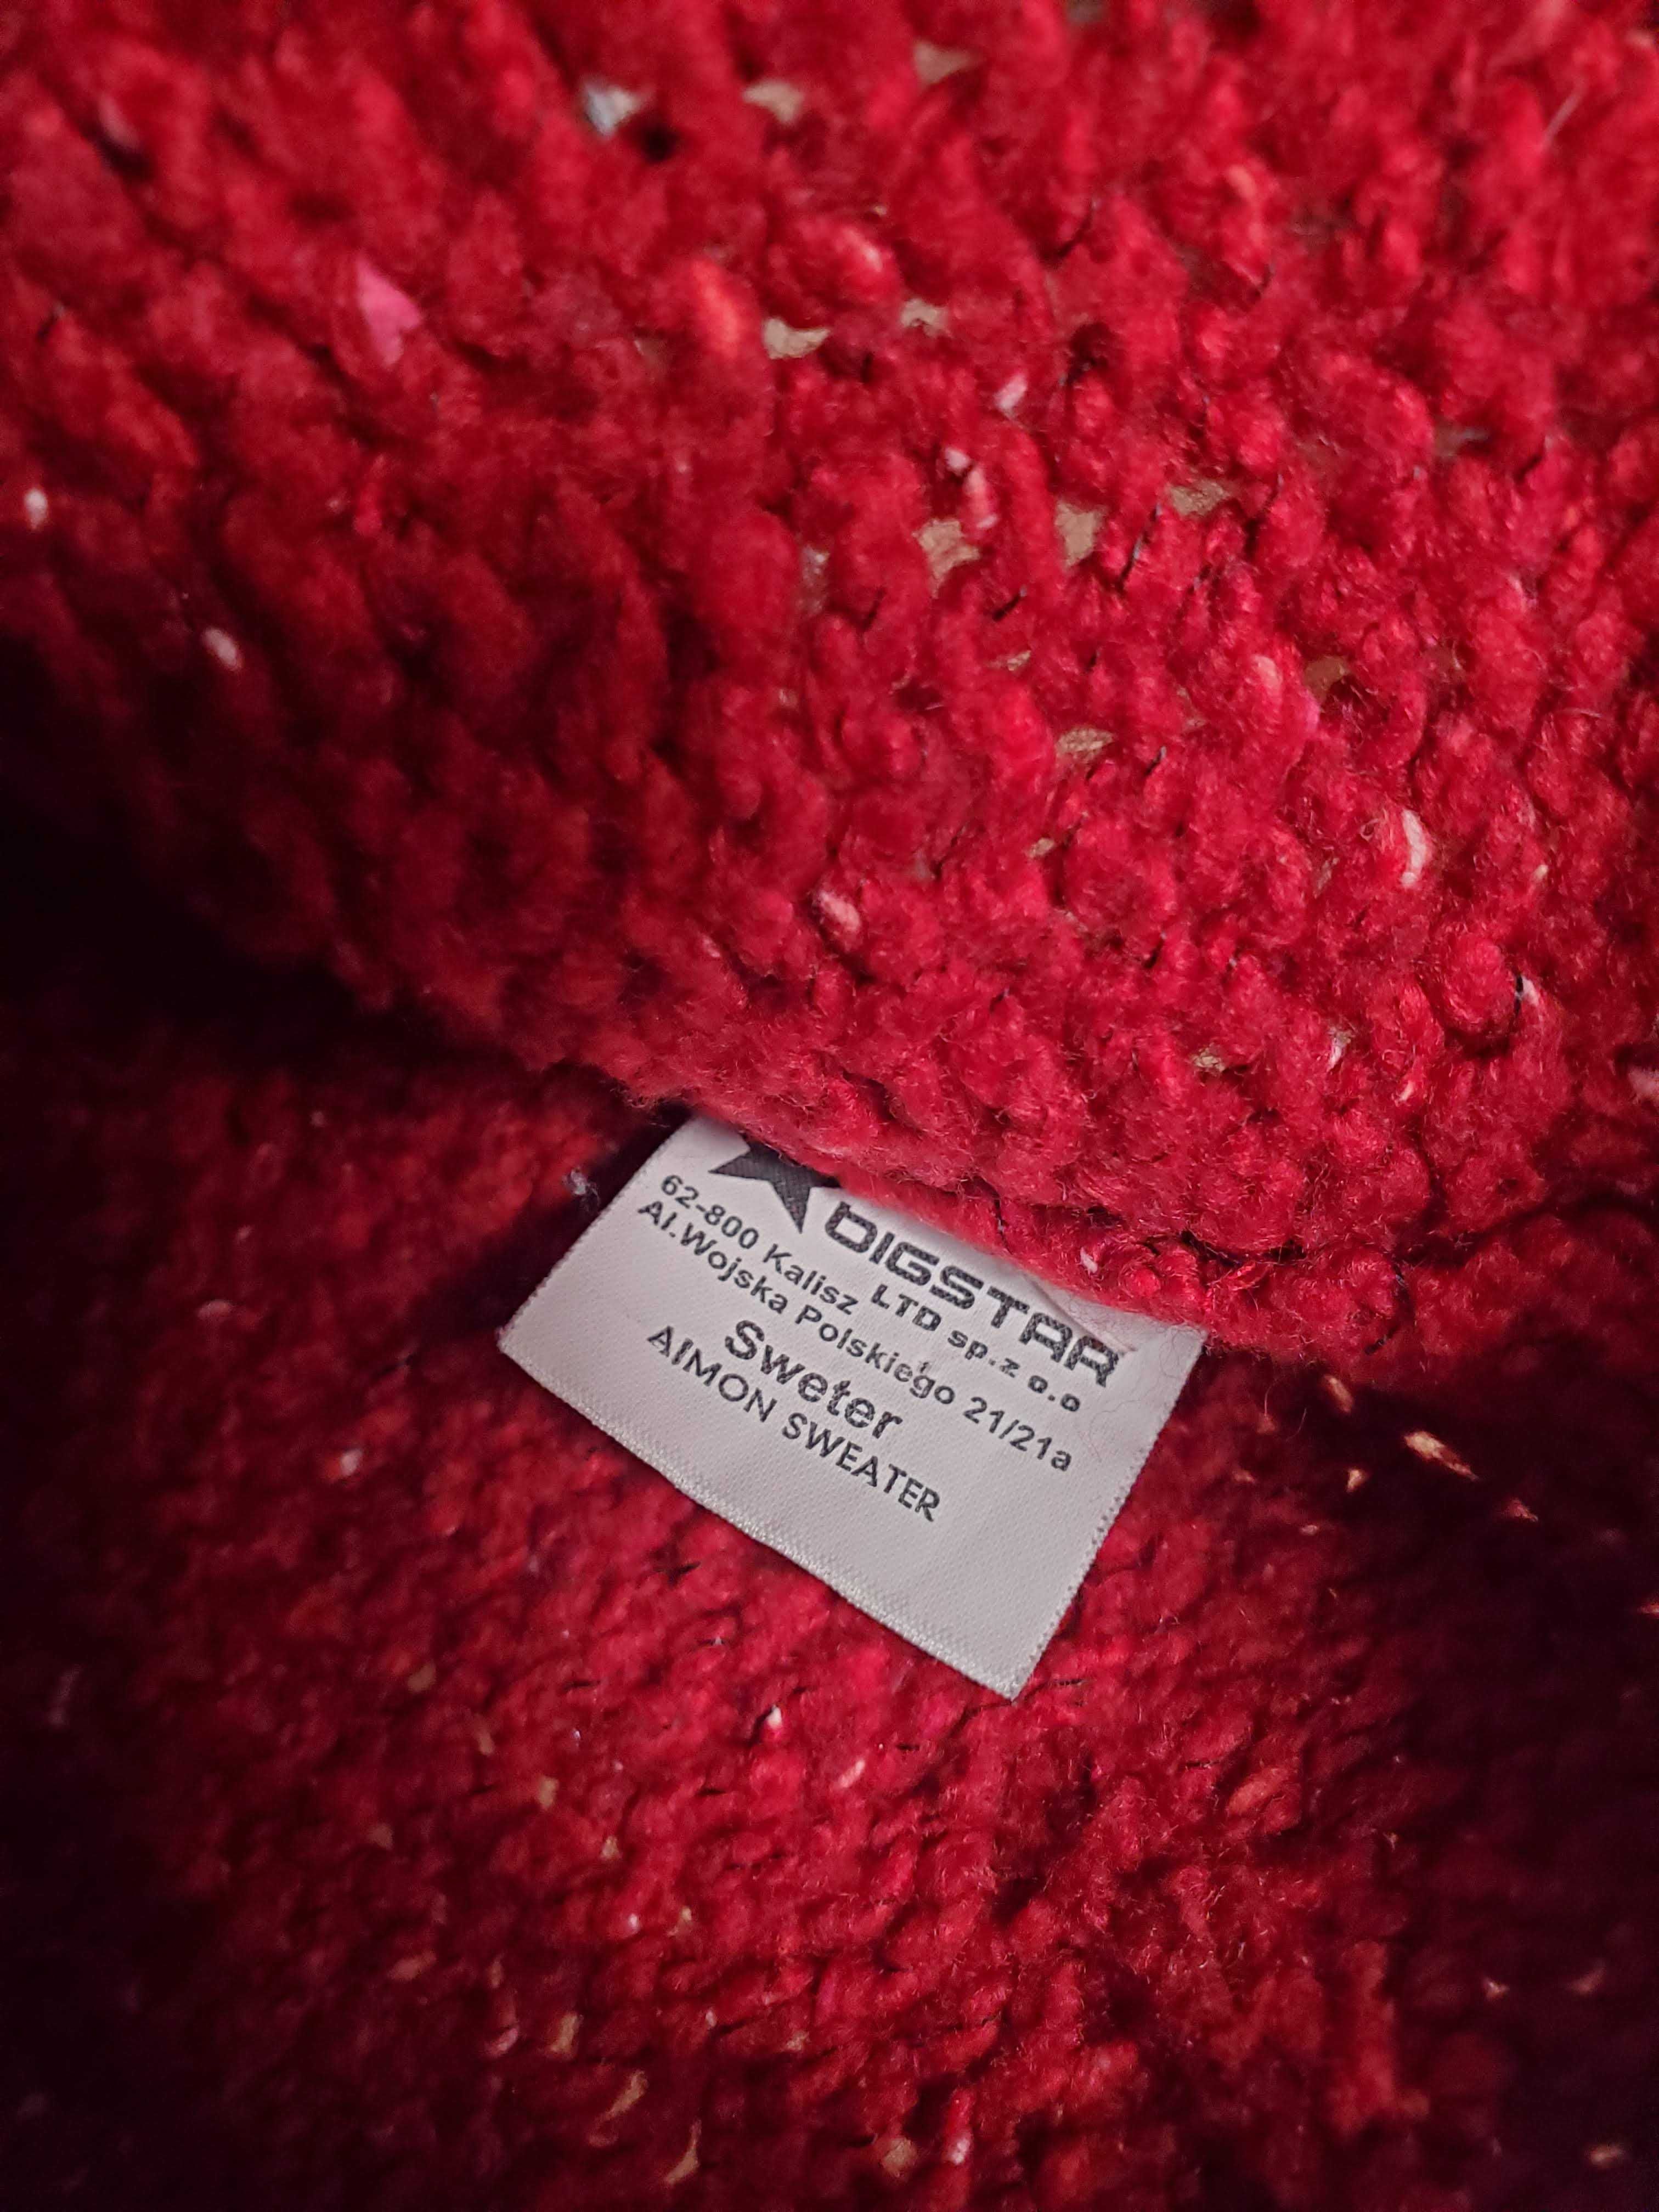 BIGSTAR
LTD sp.z o.o
62-800 Kalisz
Al.Wojska Polskiego 21/21a
Sweter
AIMON SWEATER